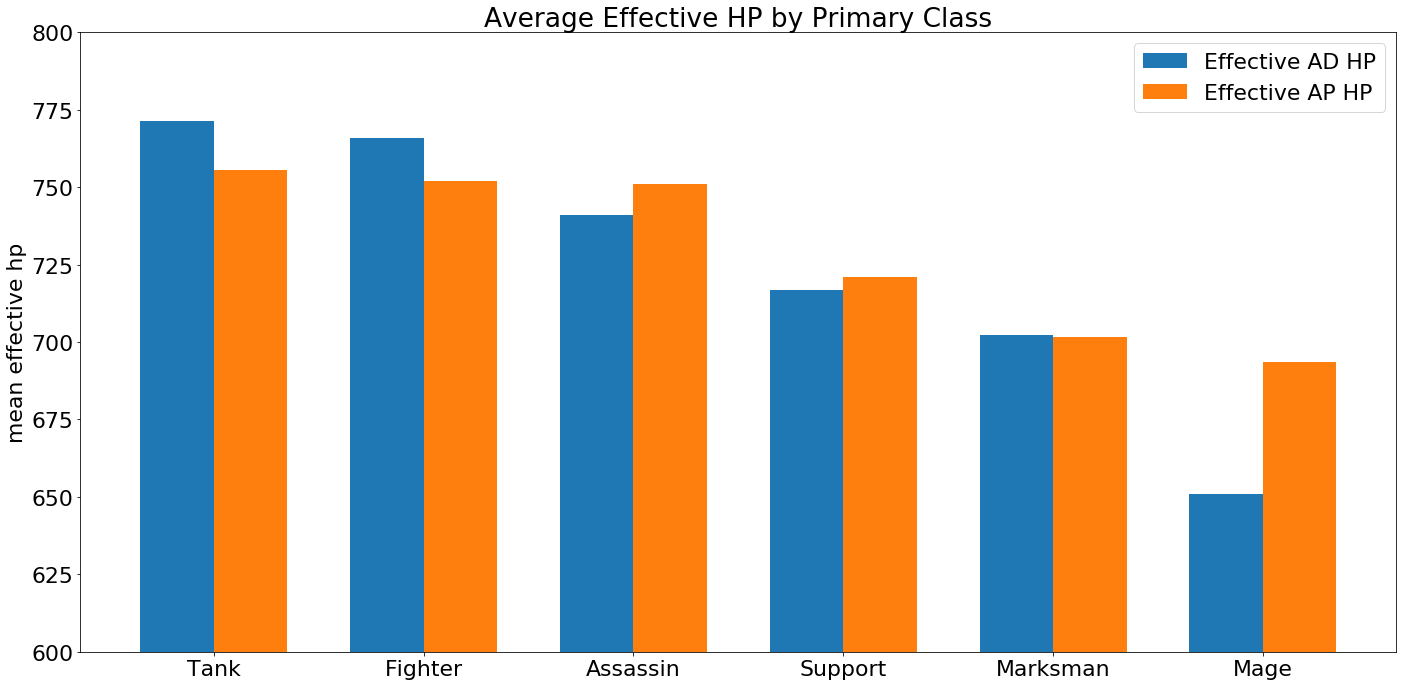 Average Effective HP by Primary Class
800
775
750
725
700
675
650
625
600
mean effective hp
Effective AD HP
Effective AP HP
Tank Fighter Assassin Support Marksman Mage